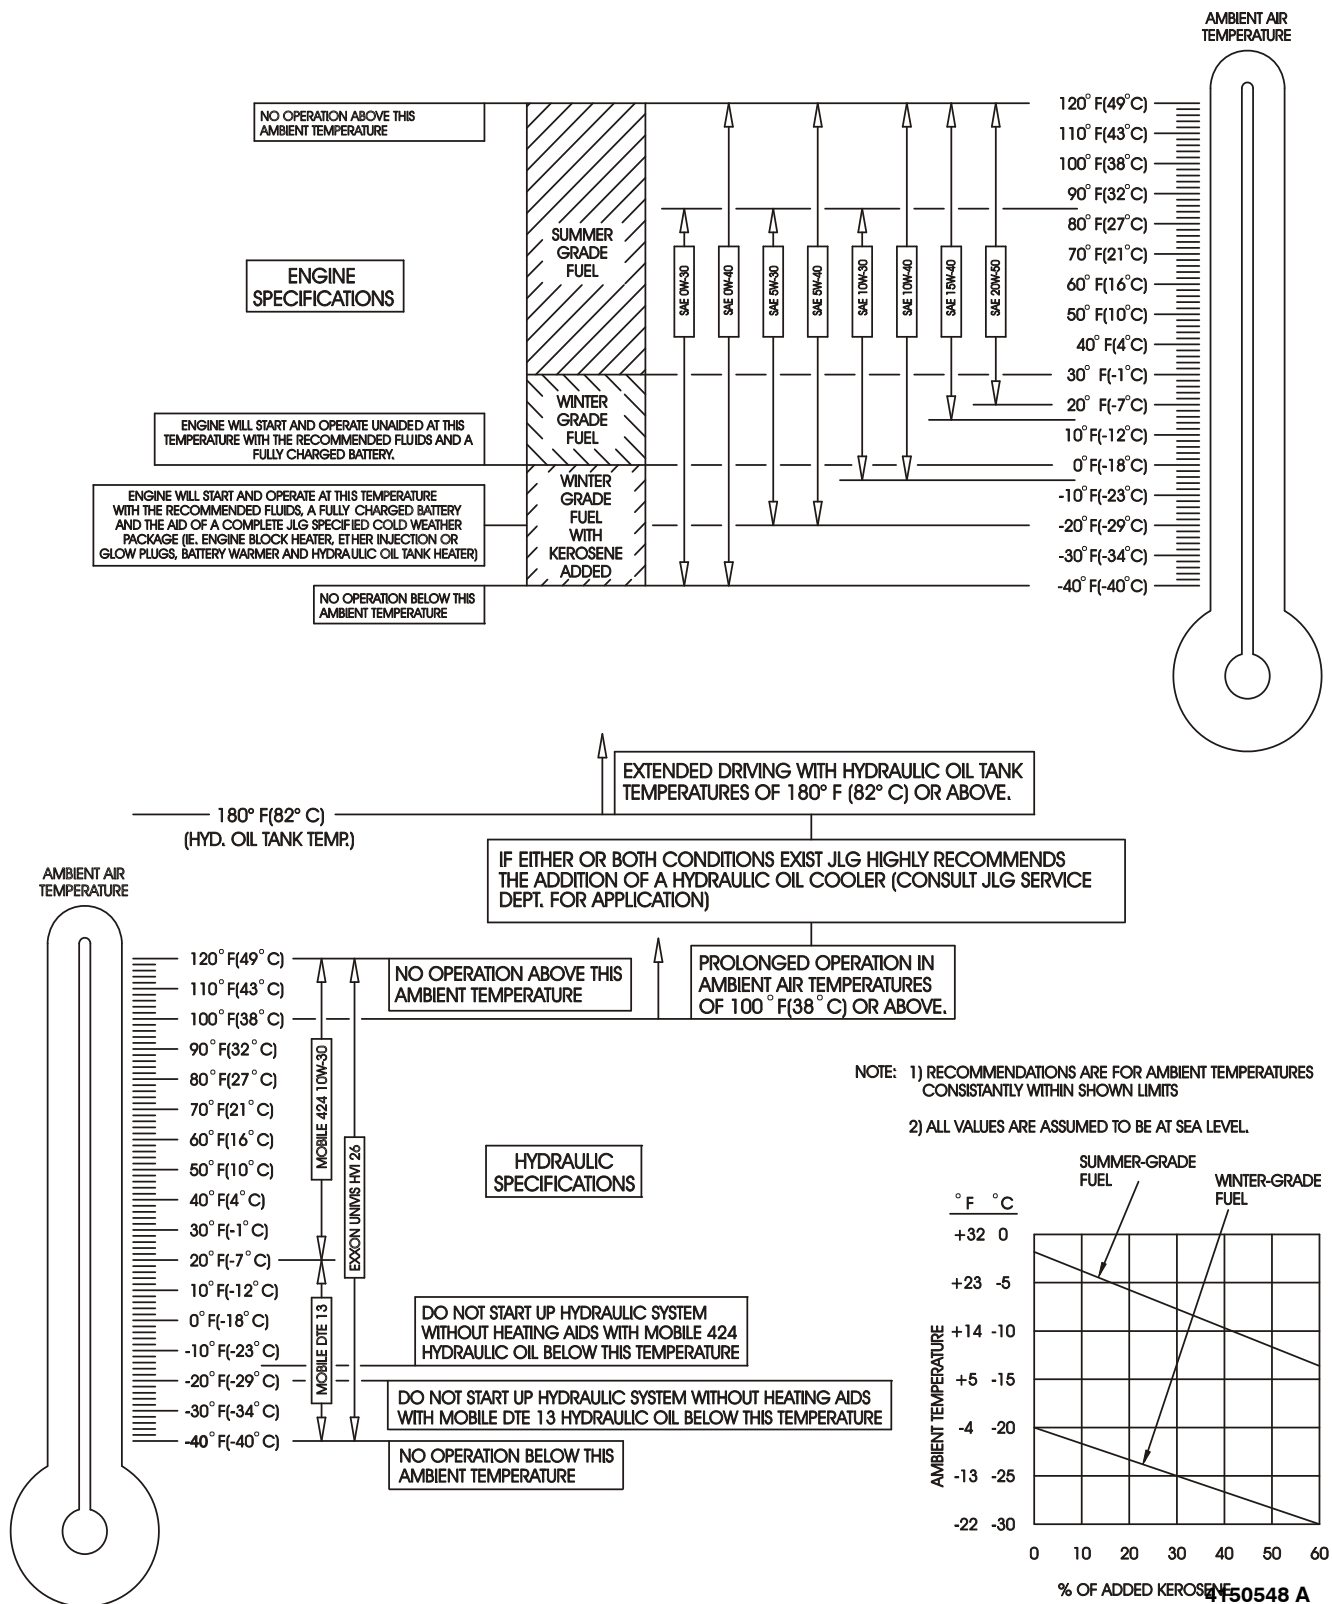 AMBIENT AIR
TEMPERATURE
NO OPERATION ABOVE THIS
AMBIENT TEMPERATURE
ENGINE
SPECIFICATIONS
SUMMER
GRADE
FUEL
WINTER
GRADE
FUEL
WINTER
GRADE
FUEL
WITH
KEROSENE
ADDED
ENGINE WILL START AND OPERATE UNAIDED AT THIS
TEMPERATURE WITH THE RECOMMENDED FLUIDS AND A
FULLY CHARGED BATTERY.
ENGINE WILL START AND OPERATE AT THIS TEMPERATURE
WITH THE RECOMMENDED FLUIDS, A FULLY CHARGED BATTERY
AND THE AID OF A COMPLETE JLG SPECIFIED COLD WEATHER
PACKAGE (IE. ENGINE BLOCK HEATER, ETHER INJECTION OR
GLOW PLUGS, BATTERY WARMER AND HYDRAULIC OIL TANK HEATER)
NO OPERATION BELOW THIS
AMBIENT TEMPERATURE
SAE 0W-30
SAE 0W-40
SAE 5W-30
SAE 5W-40
SAE 10W-30
SAE 10W-40
SAE 15W-40
SAE 20W-50
120° F(49°C)
110° F(43°C)
100° F(38°C)
90° F(32°C)
80° F(27°C)
70° F(21°C)
60° F(16°C)
50° F(10°C)
40° F(4°C)
30° F(-1°C)
20° F(-7°C)
10° F(-12°C)
0° F(-18°C)
-10° F(-23°C)
-20° F(-29°C)
-30° F(-34°C)
-40° F(-40°C)
EXTENDED DRIVING WITH HYDRAULIC OIL TANK
TEMPERATURES OF 180° F (82° C) OR ABOVE.
180° F(82° C)
(HYD. OIL TANK TEMP.)
IF EITHER OR BOTH CONDITIONS EXIST JLG HIGHLY RECOMMENDS
THE ADDITION OF A HYDRAULIC OIL COOLER (CONSULT JLG SERVICE
DEPT. FOR APPLICATION)
PROLONGED OPERATION IN
AMBIENT AIR TEMPERATURES
OF 100° F(38° C) OR ABOVE.
AMBIENT AIR
TEMPERATURE
120° F(49° C)
110° F(43° C)
100° F(38° C)
90° F(32° C)
80° F(27° C)
70° F(21° C)
60° F(16° C)
50° F(10° C)
40° F(4° C)
30° F(-1° C)
20° F(-7° C)
10° F(-12° C)
0° F(-18° C)
-10° F(-23° C)
-20° F(-29° C)
-30° F(-34° C)
-40° F(-40° C)
MOBILE 424 10W-30
MOBILE DTE 13
EXXON UNIVIS HVI 26
NO OPERATION ABOVE THIS
AMBIENT TEMPERATURE
HYDRAULIC
SPECIFICATIONS
DO NOT START UP HYDRAULIC SYSTEM
WITHOUT HEATING AIDS WITH MOBILE 424
HYDRAULIC OIL BELOW THIS TEMPERATURE
DO NOT START UP HYDRAULIC SYSTEM WITHOUT HEATING AIDS
WITH MOBILE DTE 13 HYDRAULIC OIL BELOW THIS TEMPERATURE
NO OPERATION BELOW THIS
AMBIENT TEMPERATURE
NOTE: 1) RECOMMENDATIONS ARE FOR AMBIENT TEMPERATURES
CONSISTANTLY WITHIN SHOWN LIMITS
2) ALL VALUES ARE ASSUMED TO BE AT SEA LEVEL.
SUMMER-GRADE
FUEL
WINTER-GRADE
FUEL
°F °C
+32 0
+23 -5
+14 -10
+5 -15
-4 -20
-13 -25
-22 -30
AMBIENT TEMPERATURE
0 10 20 30 40 50 60
% OF ADDED KEROSENE
4150548 A